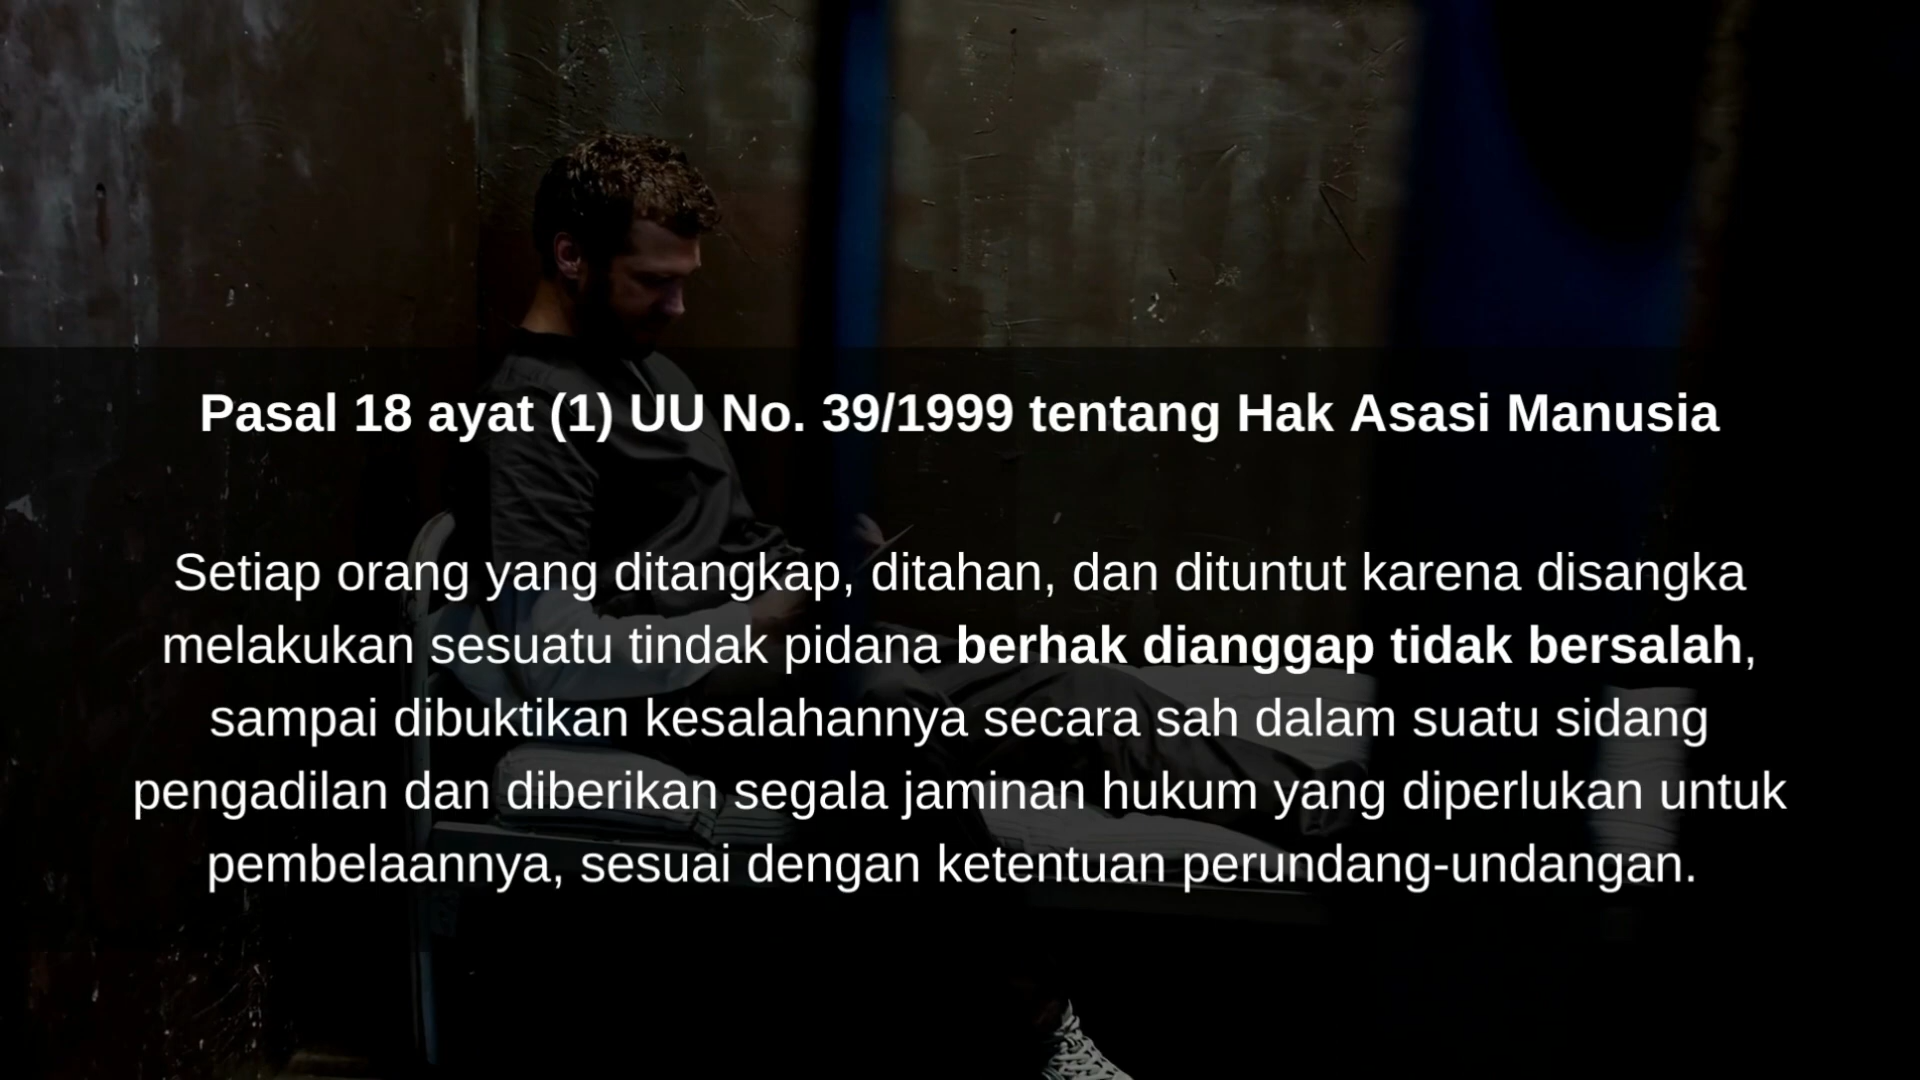 Pasal 18 ayat (1) UU No. 39/1999 tentang Hak Asasi Manusia
Setiap orang yang ditangkap, ditahan, dan dituntut karena disangka
melakukan sesuatu tindak pidana berhak dianggap tidak bersalah,
sampai dibuktikan kesalahannya secara sah dalam suatu sidang
pengadilan dan diberikan segala jaminan hukum yang diperlukan untuk
pembelaannya, sesuai dengan ketentuan perundang-undangan.